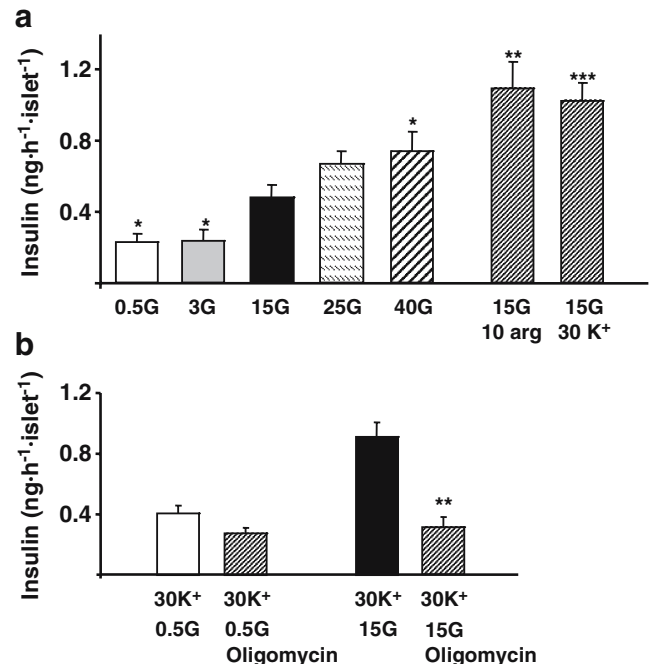 a
Insulin (ng·h⁻¹·islet⁻¹)
1.2
0.8
0.4
* * * ** ***
0.5G 3G 15G 25G 40G 15G 15G
10 arg 30 K⁺
b
Insulin (ng·h⁻¹·islet⁻¹)
1.2
0.8
0.4
**
30K⁺ 30K⁺ 30K⁺ 30K⁺
0.5G 0.5G 15G 15G
Oligomycin Oligomycin